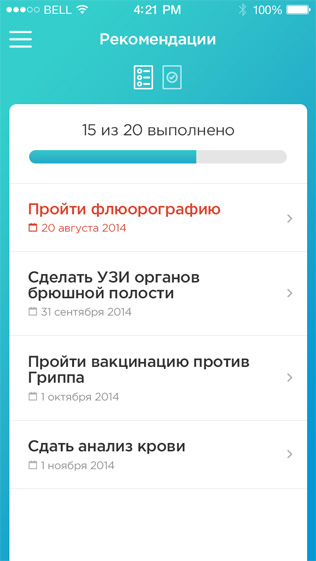 BELL 4:21 PM 100%
Рекомендации
15 из 20 выполнено
Пройти флюорографию
20 августа 2014
Сделать УЗИ органов
брюшной полости
31 сентября 2014
Пройти вакцинацию против
Гриппа
1 октября 2014
Сдать анализ крови
1 ноября 2014